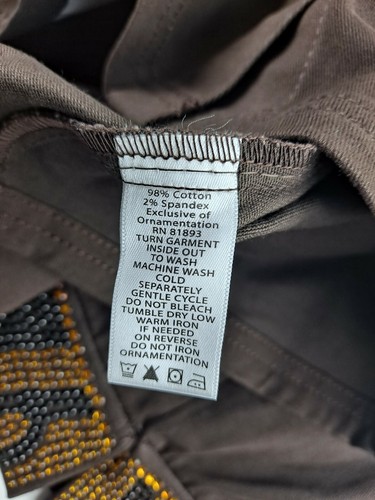 98% Cotton
2% Spandex
Exclusive of
Ornamentation
RN 81893
TURN GARMENT
INSIDE OUT
TO WASH
MACHINE WASH
COLD
SEPARATELY
GENTLE CYCLE
DO NOT BLEACH
TUMBLE DRY LOW
WARM IRON
IF NEEDED
ON REVERSE
DO NOT IRON
ORNAMENTATION